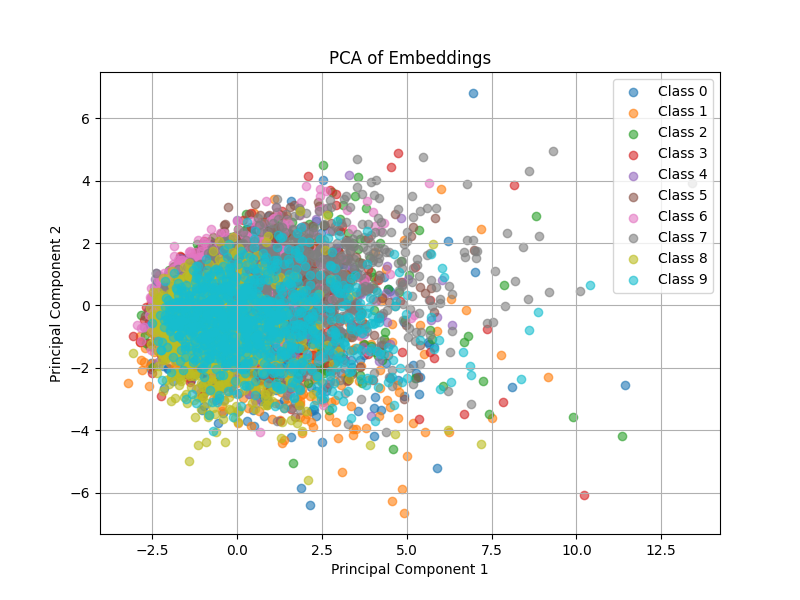 PCA of Embeddings
Class 0
Class 1
Class 2
Class 3
Class 4
Class 5
Class 6
Class 7
Class 8
Class 9
Principal Component 2
6
4
2
0
−2
−4
−6
−2.5 0.0 2.5 5.0 7.5 10.0 12.5
Principal Component 1